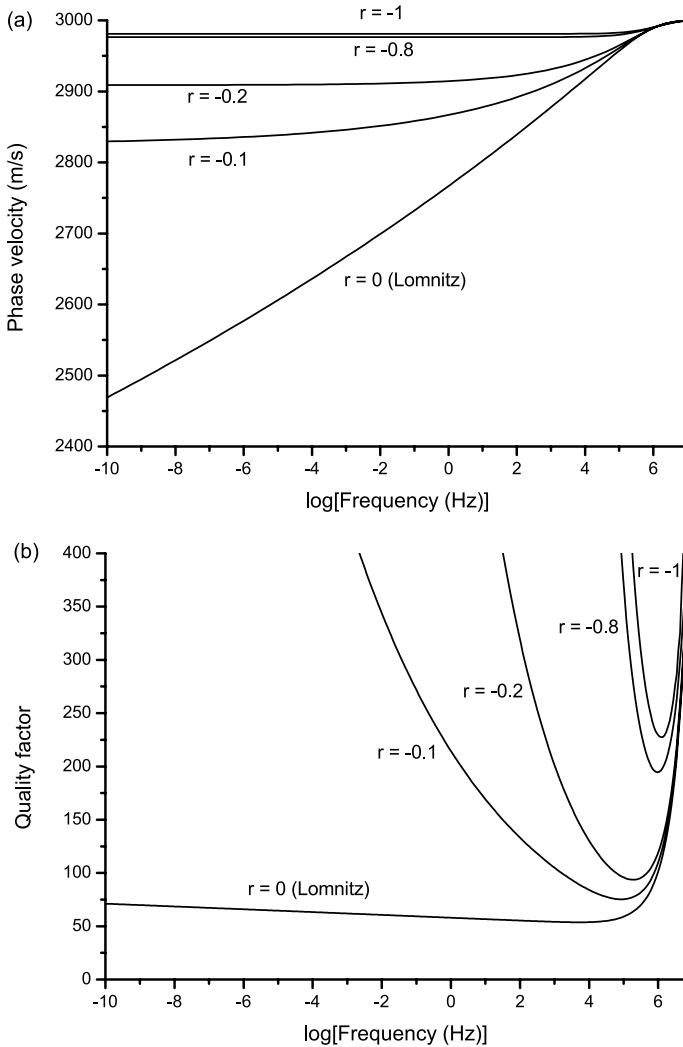 (a)
3000
2900
2800
2700
2600
2500
2400
Phase velocity (m/s)
r = -1
r = -0.8
r = -0.2
r = -0.1
r = 0 (Lomnitz)
-10 -8 -6 -4 -2 0 2 4 6
log[Frequency (Hz)]
(b)
400
350
300
250
200
150
100
50
0
Quality factor
r = -1
r = -0.8
r = -0.2
r = -0.1
r = 0 (Lomnitz)
-10 -8 -6 -4 -2 0 2 4 6
log[Frequency (Hz)]